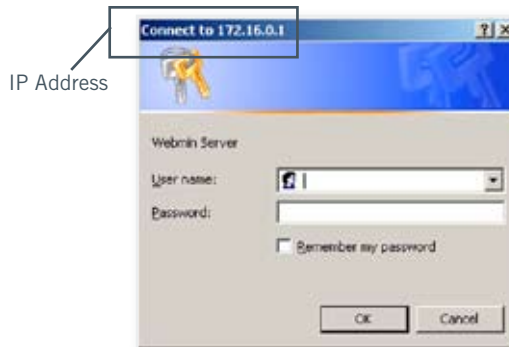 Connect to 172.16.0.1
IP Address
Webmin Server
User name:
Password:
Remember my password
OK
Cancel